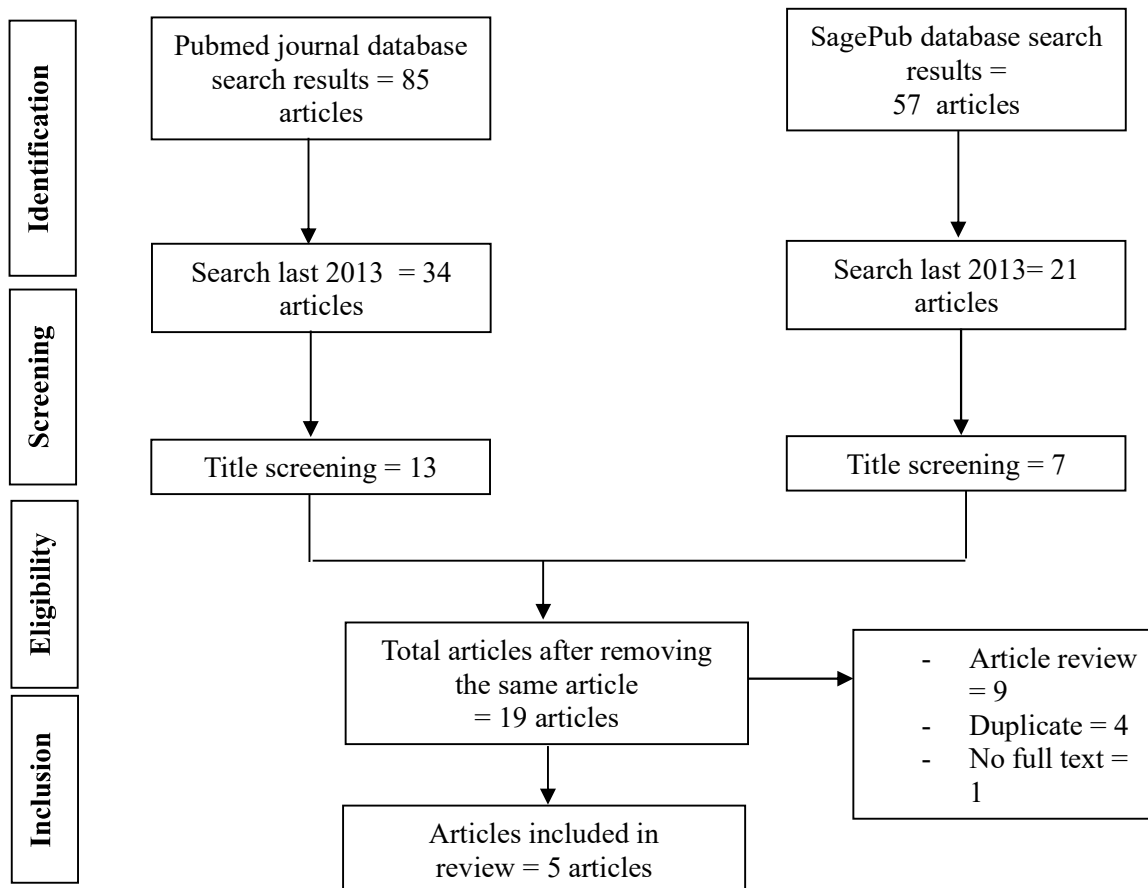 Identification
Pubmed journal database
search results = 85
articles
SagePub database search
results =
57 articles
Search last 2013 = 34
articles
Search last 2013= 21
articles
Screening
Title screening = 13
Title screening = 7
Eligibility
Total articles after removing
the same article
= 19 articles
- Article review
= 9
- Duplicate = 4
- No full text =
1
Inclusion
Articles included in
review = 5 articles